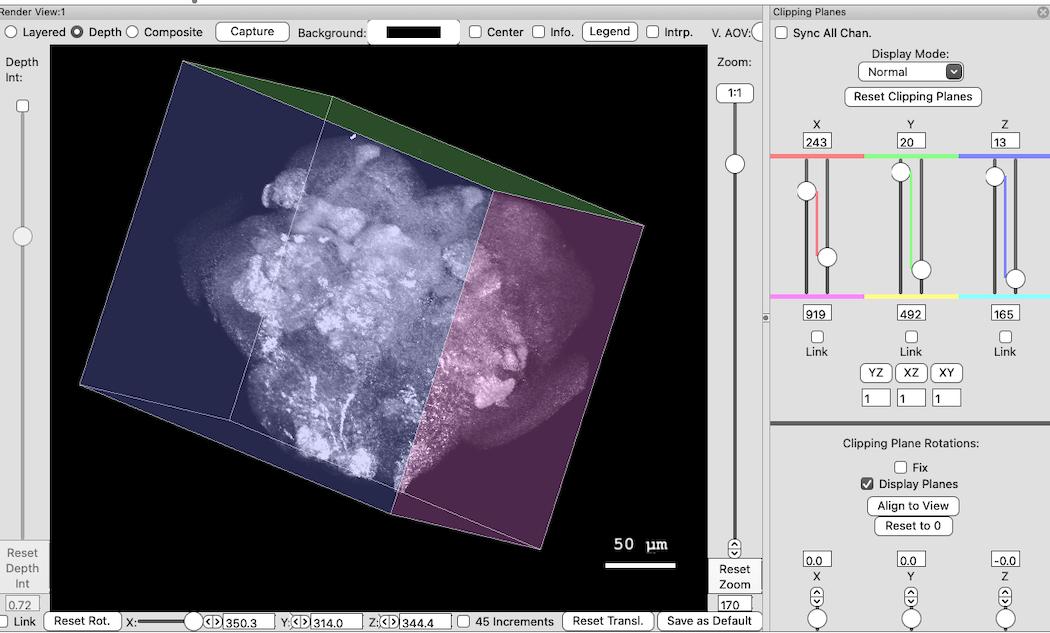 Render View:1
Layered Depth Composite Capture Background: Center Info. Legend Intrp. V. AOV:
Depth
Int:
Zoom:
1:1
50 µm
Reset
Depth
Int
0.72
Reset
Zoom
170
Link Reset Rot. X: 350.3 Y: 314.0 Z: 344.4 45 Increments Reset Transl. Save as Default
Clipping Planes
Sync All Chan.
Display Mode:
Normal
Reset Clipping Planes
X Y Z
243 20 13
919 492 165
Link Link Link
YZ XZ XY
1 1 1
Clipping Plane Rotations:
Fix
Display Planes
Align to View
Reset to 0
0.0 0.0 -0.0
X Y Z